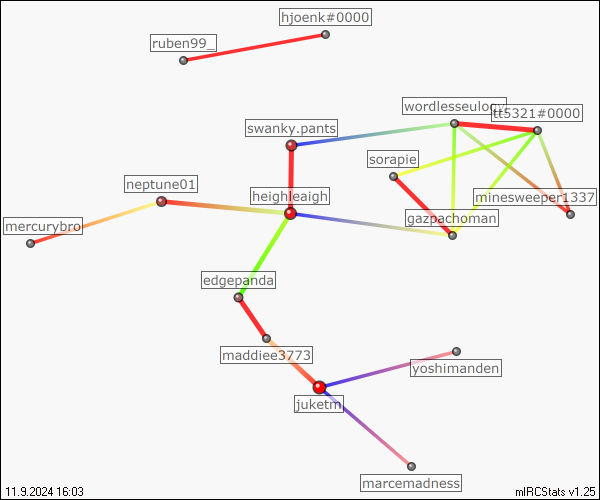 hjoenk#0000
ruben99_
wordlesseulogy
tt5321#0000
swanky.pants
sorapie
neptune01
heighleaigh
minesweeper1337
gazpachoman
mercurybro
edgepanda
maddiee3773
yoshimanden
juketm
marcemadness
11.9.2024 16:03
mIRCStats v1.25